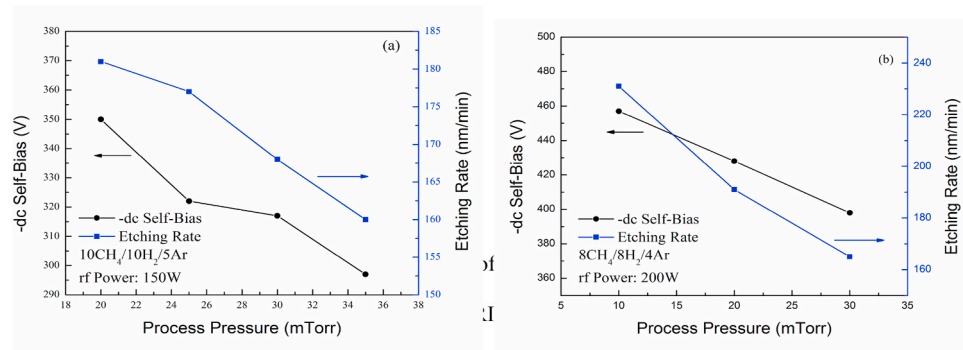 (a)
-dc Self-Bias (V)
380
370
360
350
340
330
320
310
300
290
185
180
175
170
165
160
155
150
Etching Rate (nm/min)
-dc Self-Bias
Etching Rate
10CH₄/10H₂/5Ar
rf Power: 150W
18 20 22 24 26 28 30 32 34 36 38
Process Pressure (mTorr)
of
(b)
-dc Self-Bias (V)
500
480
460
440
420
400
380
360
240
220
200
180
160
Etching Rate (nm/min)
-dc Self-Bias
Etching Rate
8CH₄/8H₂/4Ar
rf Power: 200W
5 10 15 20 25 30 35
Process Pressure (mTorr)